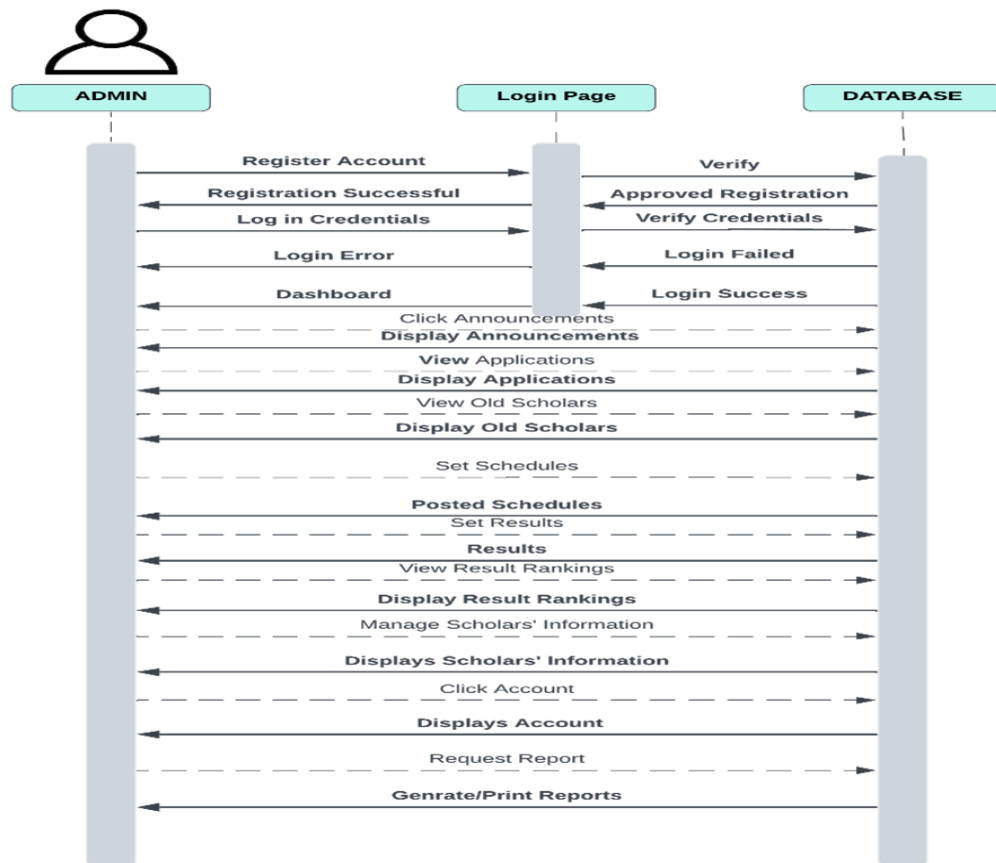 ADMIN
Login Page
DATABASE
Register Account
Verify
Registration Successful
Approved Registration
Log in Credentials
Verify Credentials
Login Error
Login Failed
Dashboard
Login Success
Click Announcements
Display Announcements
View Applications
Display Applications
View Old Scholars
Display Old Scholars
Set Schedules
Posted Schedules
Set Results
Results
View Result Rankings
Display Result Rankings
Manage Scholars' Information
Displays Scholars' Information
Click Account
Displays Account
Request Report
Genrate/Print Reports